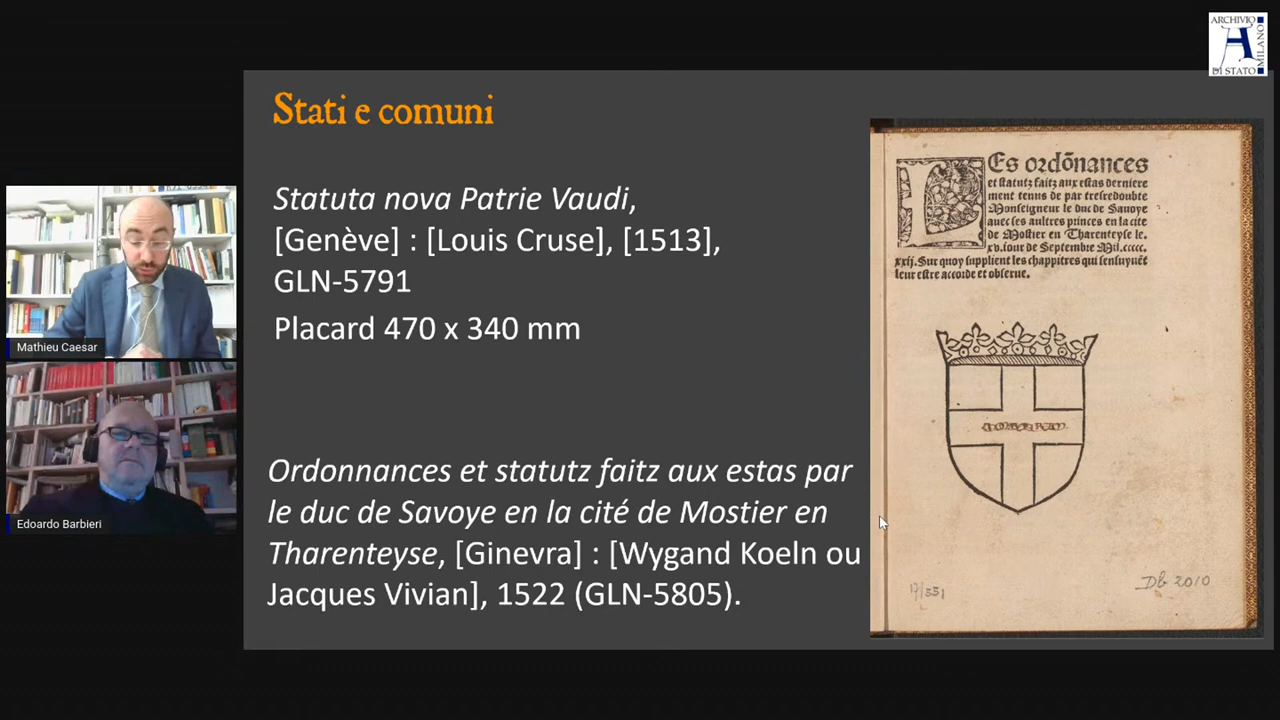 ARCHIVIO
DI STATO
MILANO
Stati e comuni
Statuta nova Patrie Vaudi,
[Genève] : [Louis Cruse], [1513],
GLN-5791
Placard 470 x 340 mm
Ordonnances et statutz faitz aux estas par
le duc de Savoye en la cité de Mostier en
Tharenteyse, [Ginevra] : [Wygand Koeln ou
Jacques Vivian], 1522 (GLN-5805).
LEs ordõnances
et statutz faitz aux estas derniere
ment tenus de par tresredoubte
Monseigneur le duc de Savoye
avec ses aultres princes en la cite
de Mostier en Tharenteyse le.
xv. iour de Septembre Mil.ccccc.
xxij. Sur quoy supplient les chappitres qui sensuyuẽt
leur estre accorde et observe.
Db 2010
Mathieu Caesar
Edoardo Barbieri